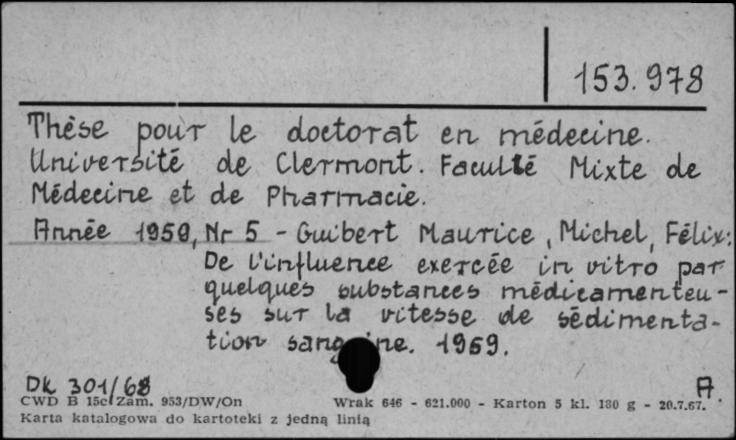 153.978
Thèse pour le doctorat en médecine.
Université de Clermont. Faculté Mixte de
Médecine et de Pharmacie.
Année 1959, Nr 5 - Guibert Maurice, Michel, Félix:
De l'influence exercée in vitro par
quelques substances médicamenteu-
ses sur la vitesse de sédimenta-
tion sanguine. 1959.
Dk 301/68 A.
CWD B 15c Zam. 953/DW/On Wrak 646 - 621.000 - Karton 5 kl. 180 g - 20.7.67.
Karta katalogowa do kartoteki z jedną linią